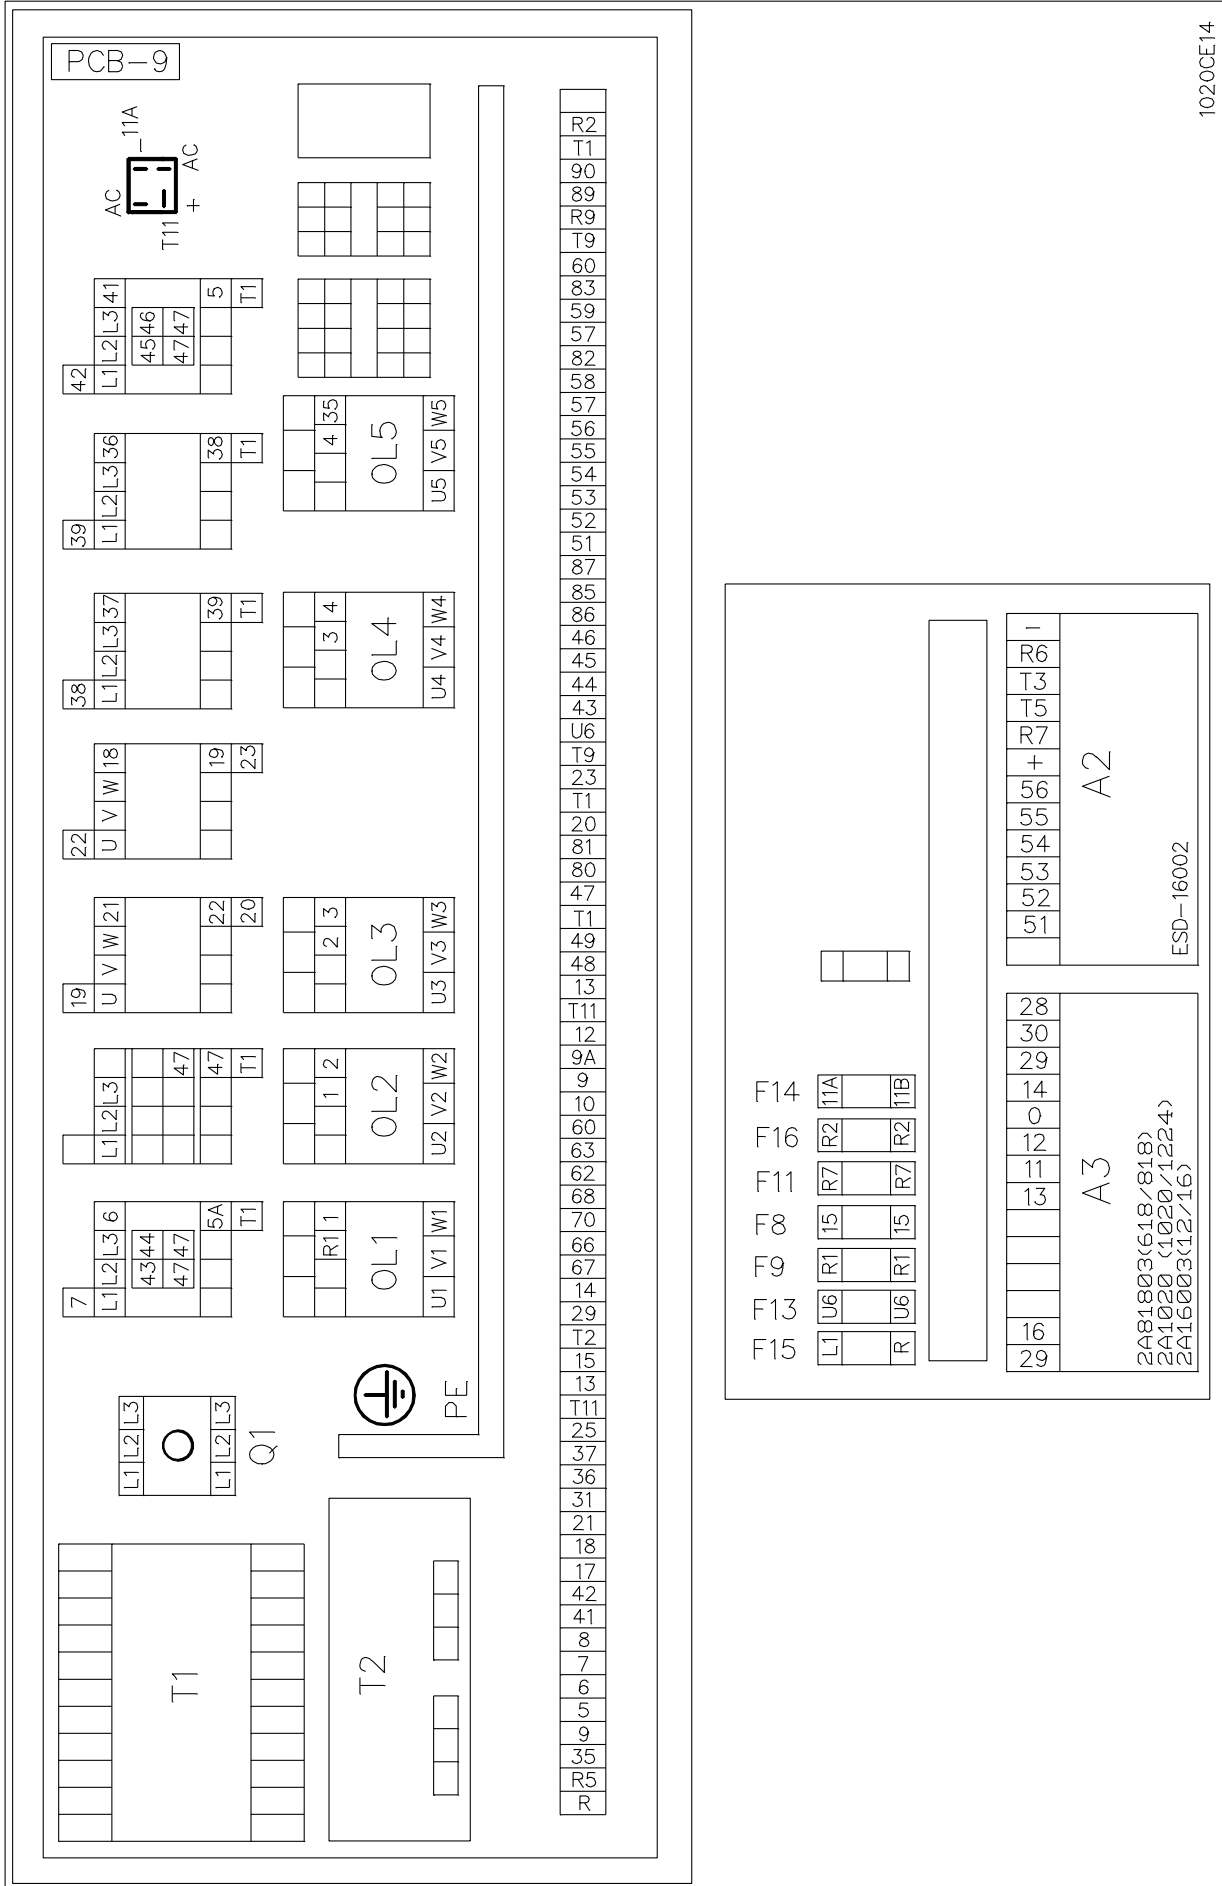 PCB-9
1020CE14
AC
-
11A
T11
+
AC
42
L1 L2 L3 41
45 46
47 47
5
T1
39
L1 L2 L3 36
38
T1
4 35
OL5
U5 V5 W5
38
L1 L2 L3 37
39
T1
3 4
OL4
U4 V4 W4
22
U V W 18
19
23
19
U V W 21
22
20
2 3
OL3
U3 V3 W3
L1 L2 L3
47
47
T1
1 2
OL2
U2 V2 W2
7
L1 L2 L3 6
43 44
47 47
5A
T1
R1 1
OL1
U1 V1 W1
L1 L2 L3
L1 L2 L3
Q1
PE
T1
T2
R2
T1
90
89
R9
T9
60
83
59
57
82
58
57
56
55
54
53
52
51
87
85
86
46
45
44
43
U6
T9
23
T1
20
81
80
47
T1
49
48
13
T11
12
9A
9
10
60
63
62
68
70
66
67
14
29
T2
15
13
T11
25
37
36
31
21
18
17
42
41
8
7
6
5
9
35
R5
R
F14 11A 11B
F16 R2 R2
F11 R7 R7
F8 15 15
F9 R1 R1
F13 U6 U6
F15 L1 R
-
R6
T3
T5
R7
+
56
55
54
53
52
51
A2
ESD-16002
28
30
29
14
0
12
11
13
16
29
A3
2A81803(618/818)
2A1020 (1020/1224)
2A16003(12/16)